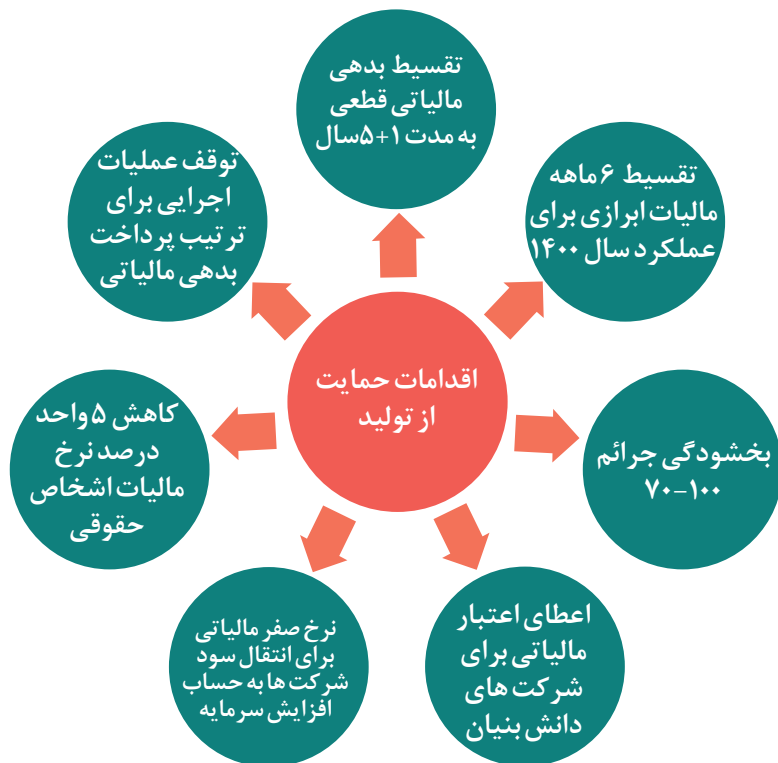 تقسیط بدهی
مالیاتی قطعی
به مدت ۱+۵سال
تقسیط ۶ ماهه
مالیات ابرازی برای
عملکرد سال ۱۴۰۰
بخشودگی جرائم
۷۰-۱۰۰
اعطای اعتبار
مالیاتی برای
شرکت های
دانش بنیان
نرخ صفر مالیاتی
برای انتقال سود
شرکت ها به حساب
افزایش سرمایه
کاهش ۵ واحد
درصد نرخ
مالیات اشخاص
حقوقی
توقف عملیات
اجرایی برای
ترتیب پرداخت
بدهی مالیاتی
اقدامات حمایت
از تولید